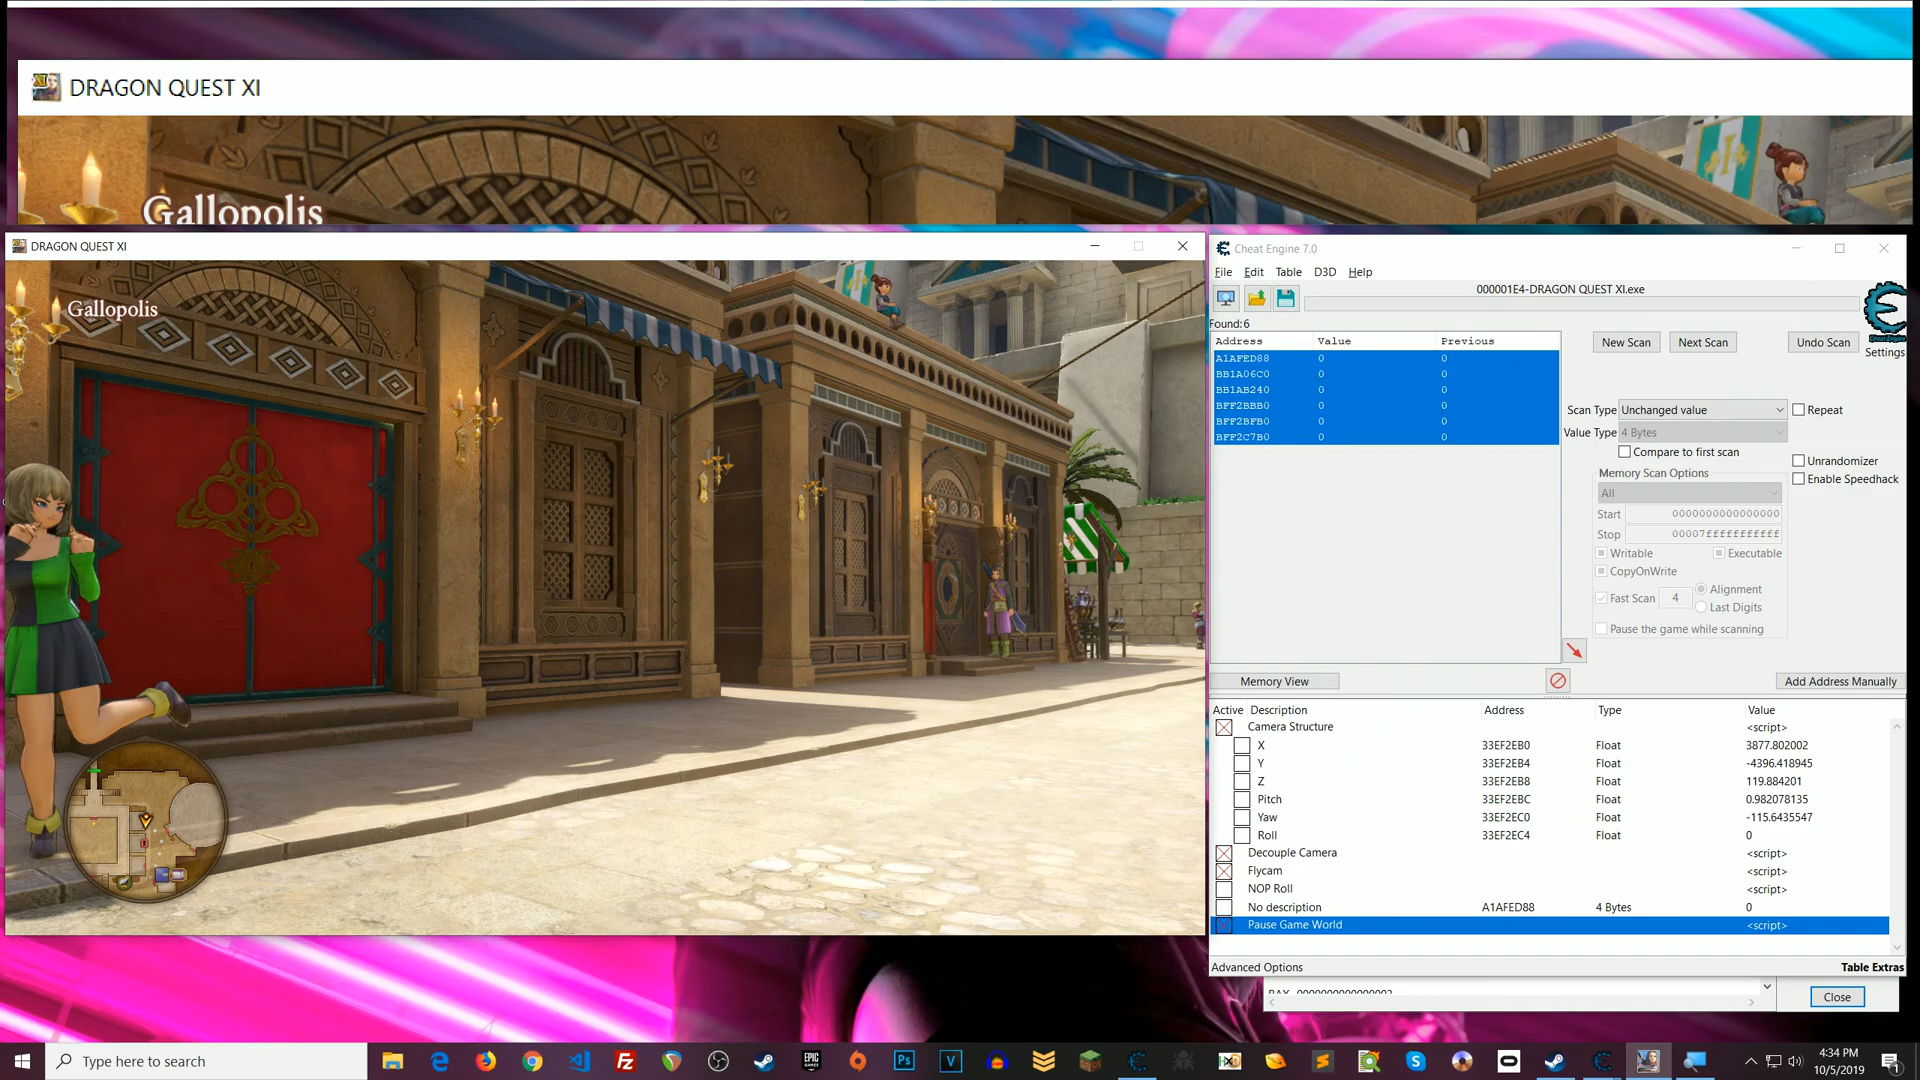 DRAGON QUEST XI
Gallopolis
DRAGON QUEST XI
Gallopolis
Cheat Engine 7.0
File Edit Table D3D Help
000001E4-DRAGON QUEST XI.exe
Found:6
Address Value Previous
A1AFED88 0 0
BB1A06C0 0 0
BB1AB240 0 0
BFF2BBB0 0 0
BFF2BFB0 0 0
BFF2C7B0 0 0
New Scan Next Scan Undo Scan
Cheat Engine
Settings
Scan Type Unchanged value Repeat
Value Type 4 Bytes
Compare to first scan
Unrandomizer
Enable Speedhack
Memory Scan Options
All
Start 0000000000000000
Stop 00007fffffffffff
Writable Executable
CopyOnWrite
Fast Scan 4 Alignment
Last Digits
Pause the game while scanning
Memory View Add Address Manually
Active Description Address Type Value
Camera Structure <script>
X 33EF2EB0 Float 3877.802002
Y 33EF2EB4 Float -4396.418945
Z 33EF2EB8 Float 119.884201
Pitch 33EF2EBC Float 0.982078135
Yaw 33EF2EC0 Float -115.6435547
Roll 33EF2EC4 Float 0
Decouple Camera <script>
Flycam <script>
NOP Roll <script>
No description A1AFED88 4 Bytes 0
Pause Game World <script>
Advanced Options Table Extras
Close
Type here to search
EPIC GAMES
Ps
V
4:34 PM
10/5/2019
1